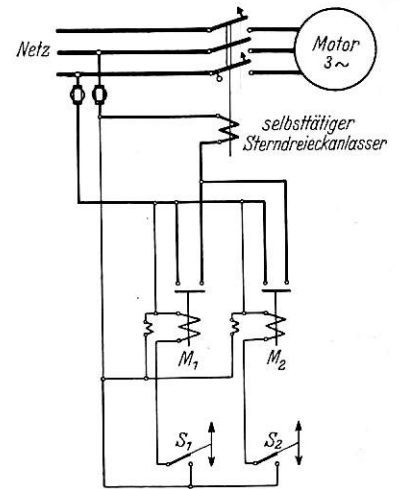 Netz
Motor
3~
selbsttätiger
Sterndreieckanlasser
M1
M2
S1
S2